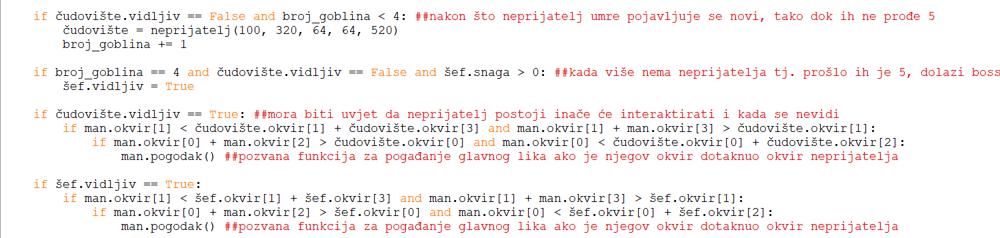 if čudovište.vidljiv == False and broj_goblina < 4: ##nakon što neprijatelj umre pojavljuje se novi, tako dok ih ne prođe 5
    čudovište = neprijatelj(100, 320, 64, 64, 520)
    broj_goblina += 1
if broj_goblina == 4 and čudovište.vidljiv == False and šef.snaga > 0: ##kada više nema neprijatelja tj. prošlo ih je 5, dolazi boss
    šef.vidljiv = True
if čudovište.vidljiv == True: ##mora biti uvjet da neprijatelj postoji inače će interaktirati i kada se nevidi
    if man.okvir[1] < čudovište.okvir[1] + čudovište.okvir[3] and man.okvir[1] + man.okvir[3] > čudovište.okvir[1]:
        if man.okvir[0] + man.okvir[2] > čudovište.okvir[0] and man.okvir[0] < čudovište.okvir[0] + čudovište.okvir[2]:
            man.pogodak() ##pozvana funkcija za pogađanje glavnog lika ako je njegov okvir dotaknuo okvir neprijatelja
if šef.vidljiv == True:
    if man.okvir[1] < šef.okvir[1] + šef.okvir[3] and man.okvir[1] + man.okvir[3] > šef.okvir[1]:
        if man.okvir[0] + man.okvir[2] > šef.okvir[0] and man.okvir[0] < šef.okvir[0] + šef.okvir[2]:
            man.pogodak() ##pozvana funkcija za pogađanje glavnog lika ako je njegov okvir dotaknuo okvir neprijatelja